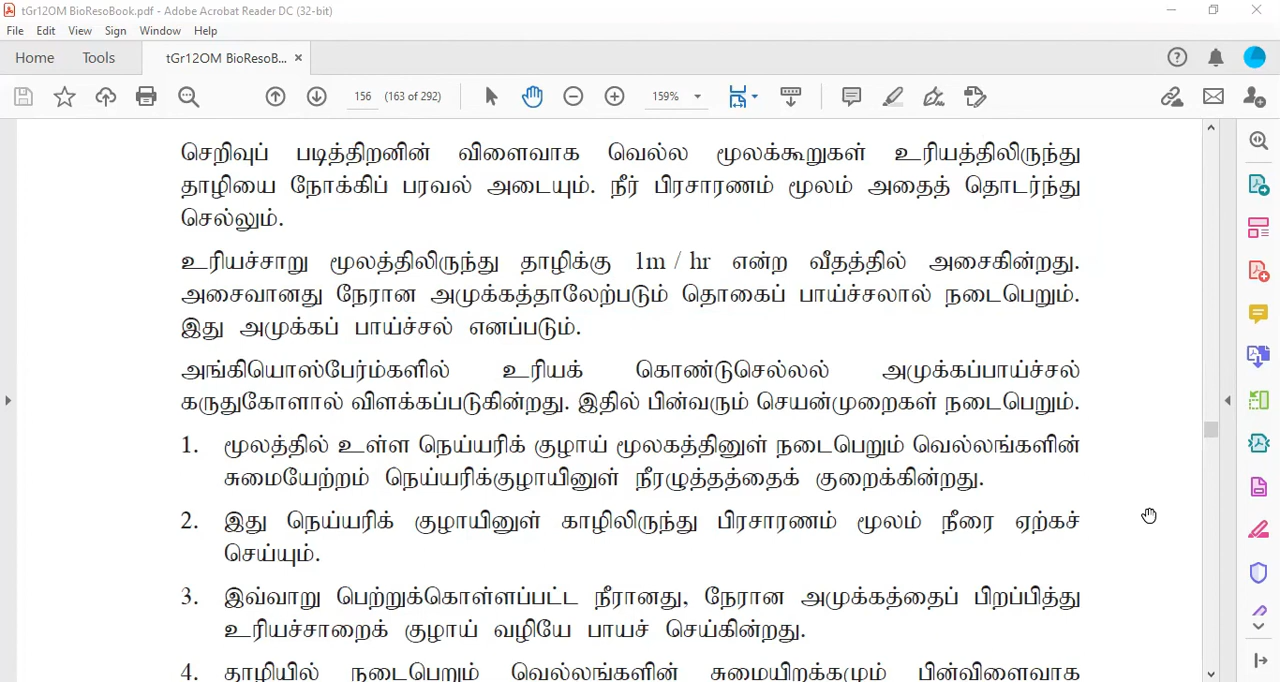 tGr12OM BioResoBook.pdf - Adobe Acrobat Reader DC (32-bit)
File Edit View Sign Window Help
Home Tools tGr12OM BioResoB... ×
156 (163 of 292) 159%
செறிவுப் படித்திறனின் விளைவாக வெல்ல மூலக்கூறுகள் உரியத்திலிருந்து
தாழியை நோக்கிப் பரவல் அடையும். நீர் பிரசாரணம் மூலம் அதைத் தொடர்ந்து
செல்லும்.
உரியச்சாறு மூலத்திலிருந்து தாழிக்கு 1m / hr என்ற வீதத்தில் அசைகின்றது.
அசைவானது நேரான அமுக்கத்தாலேற்படும் தொகைப் பாய்ச்சலால் நடைபெறும்.
இது அமுக்கப் பாய்ச்சல் எனப்படும்.
அங்கியொஸ்பேர்ம்களில் உரியக் கொண்டுசெல்லல் அமுக்கப்பாய்ச்சல்
கருதுகோளால் விளக்கப்படுகின்றது. இதில் பின்வரும் செயன்முறைகள் நடைபெறும்.
1. மூலத்தில் உள்ள நெய்யரிக் குழாய் மூலகத்தினுள் நடைபெறும் வெல்லங்களின்
சுமையேற்றம் நெய்யரிக்குழாயினுள் நீரழுத்தத்தைக் குறைக்கின்றது.
2. இது நெய்யரிக் குழாயினுள் காழிலிருந்து பிரசாரணம் மூலம் நீரை ஏற்கச்
செய்யும்.
3. இவ்வாறு பெற்றுக்கொள்ளப்பட்ட நீரானது, நேரான அமுக்கத்தைப் பிறப்பித்து
உரியச்சாறைக் குழாய் வழியே பாயச் செய்கின்றது.
4. தாழியில் நடைபெறும் வெல்லங்களின் சுமையிறக்கமும் பின்விளைவாக